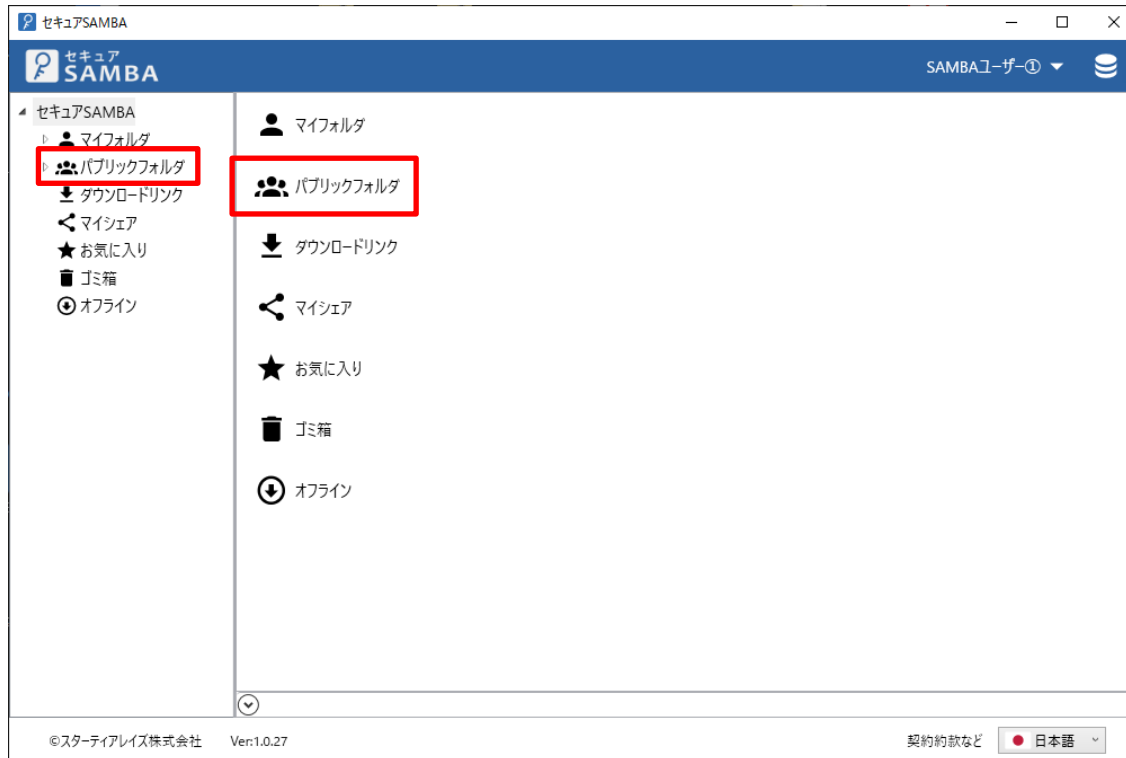 セキュアSAMBA
セキュア
SAMBA
SAMBAユーザー①
セキュアSAMBA
マイフォルダ
パブリックフォルダ
ダウンロードリンク
マイシェア
お気に入り
ゴミ箱
オフライン
マイフォルダ
パブリックフォルダ
ダウンロードリンク
マイシェア
お気に入り
ゴミ箱
オフライン
©スターティアレイズ株式会社 Ver:1.0.27 契約約款など 日本語